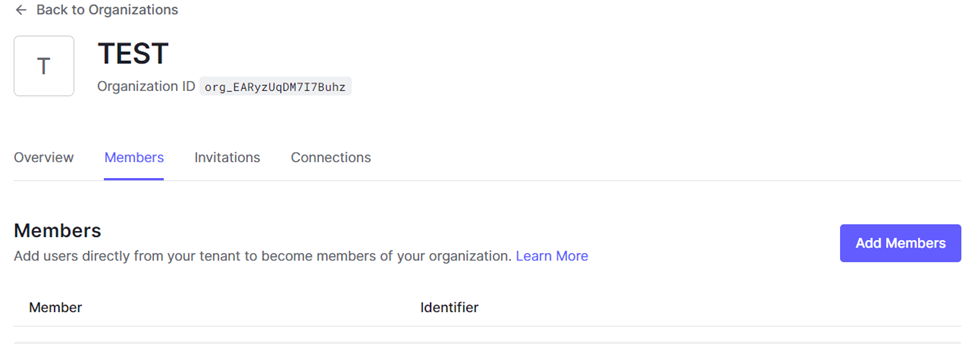 ← Back to Organizations
T
TEST
Organization ID org_EARyzUqDM7I7Buhz
Overview Members Invitations Connections
Members
Add users directly from your tenant to become members of your organization. Learn More
Add Members
Member Identifier